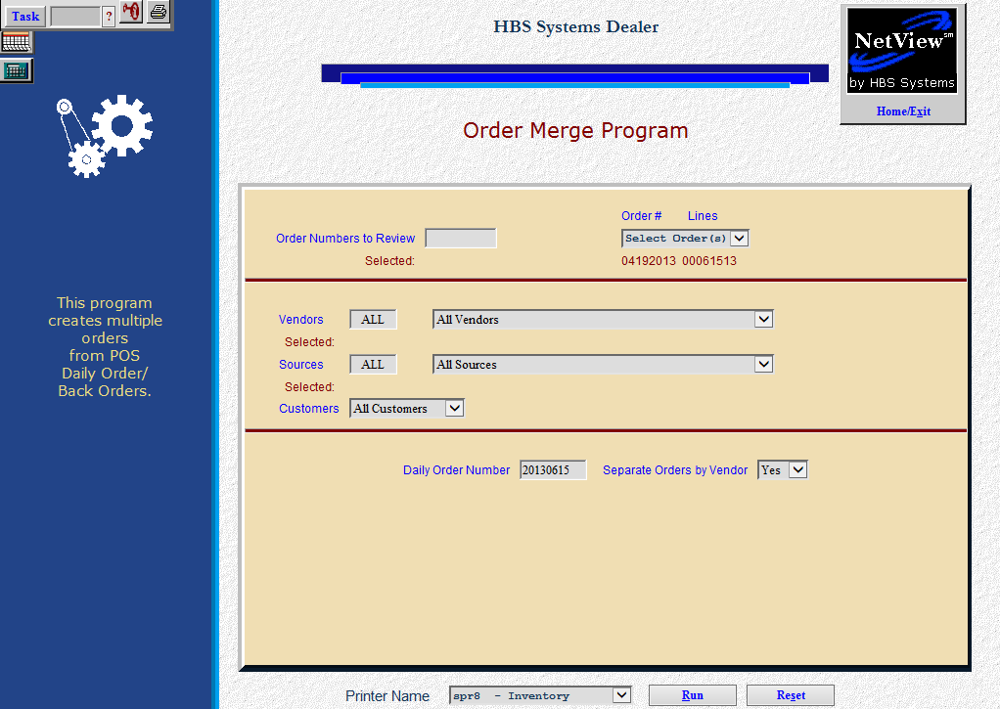 Task ?
HBS Systems Dealer
NetView℠
by HBS Systems
Home/Exit
Order Merge Program
This program
creates multiple
orders
from POS
Daily Order/
Back Orders.
Order # Lines
Order Numbers to Review Select Order(s)
Selected: 04192013 00061513
Vendors ALL All Vendors
Selected:
Sources ALL All Sources
Selected:
Customers All Customers
Daily Order Number 20130615 Separate Orders by Vendor Yes
Printer Name spr8 - Inventory Run Reset